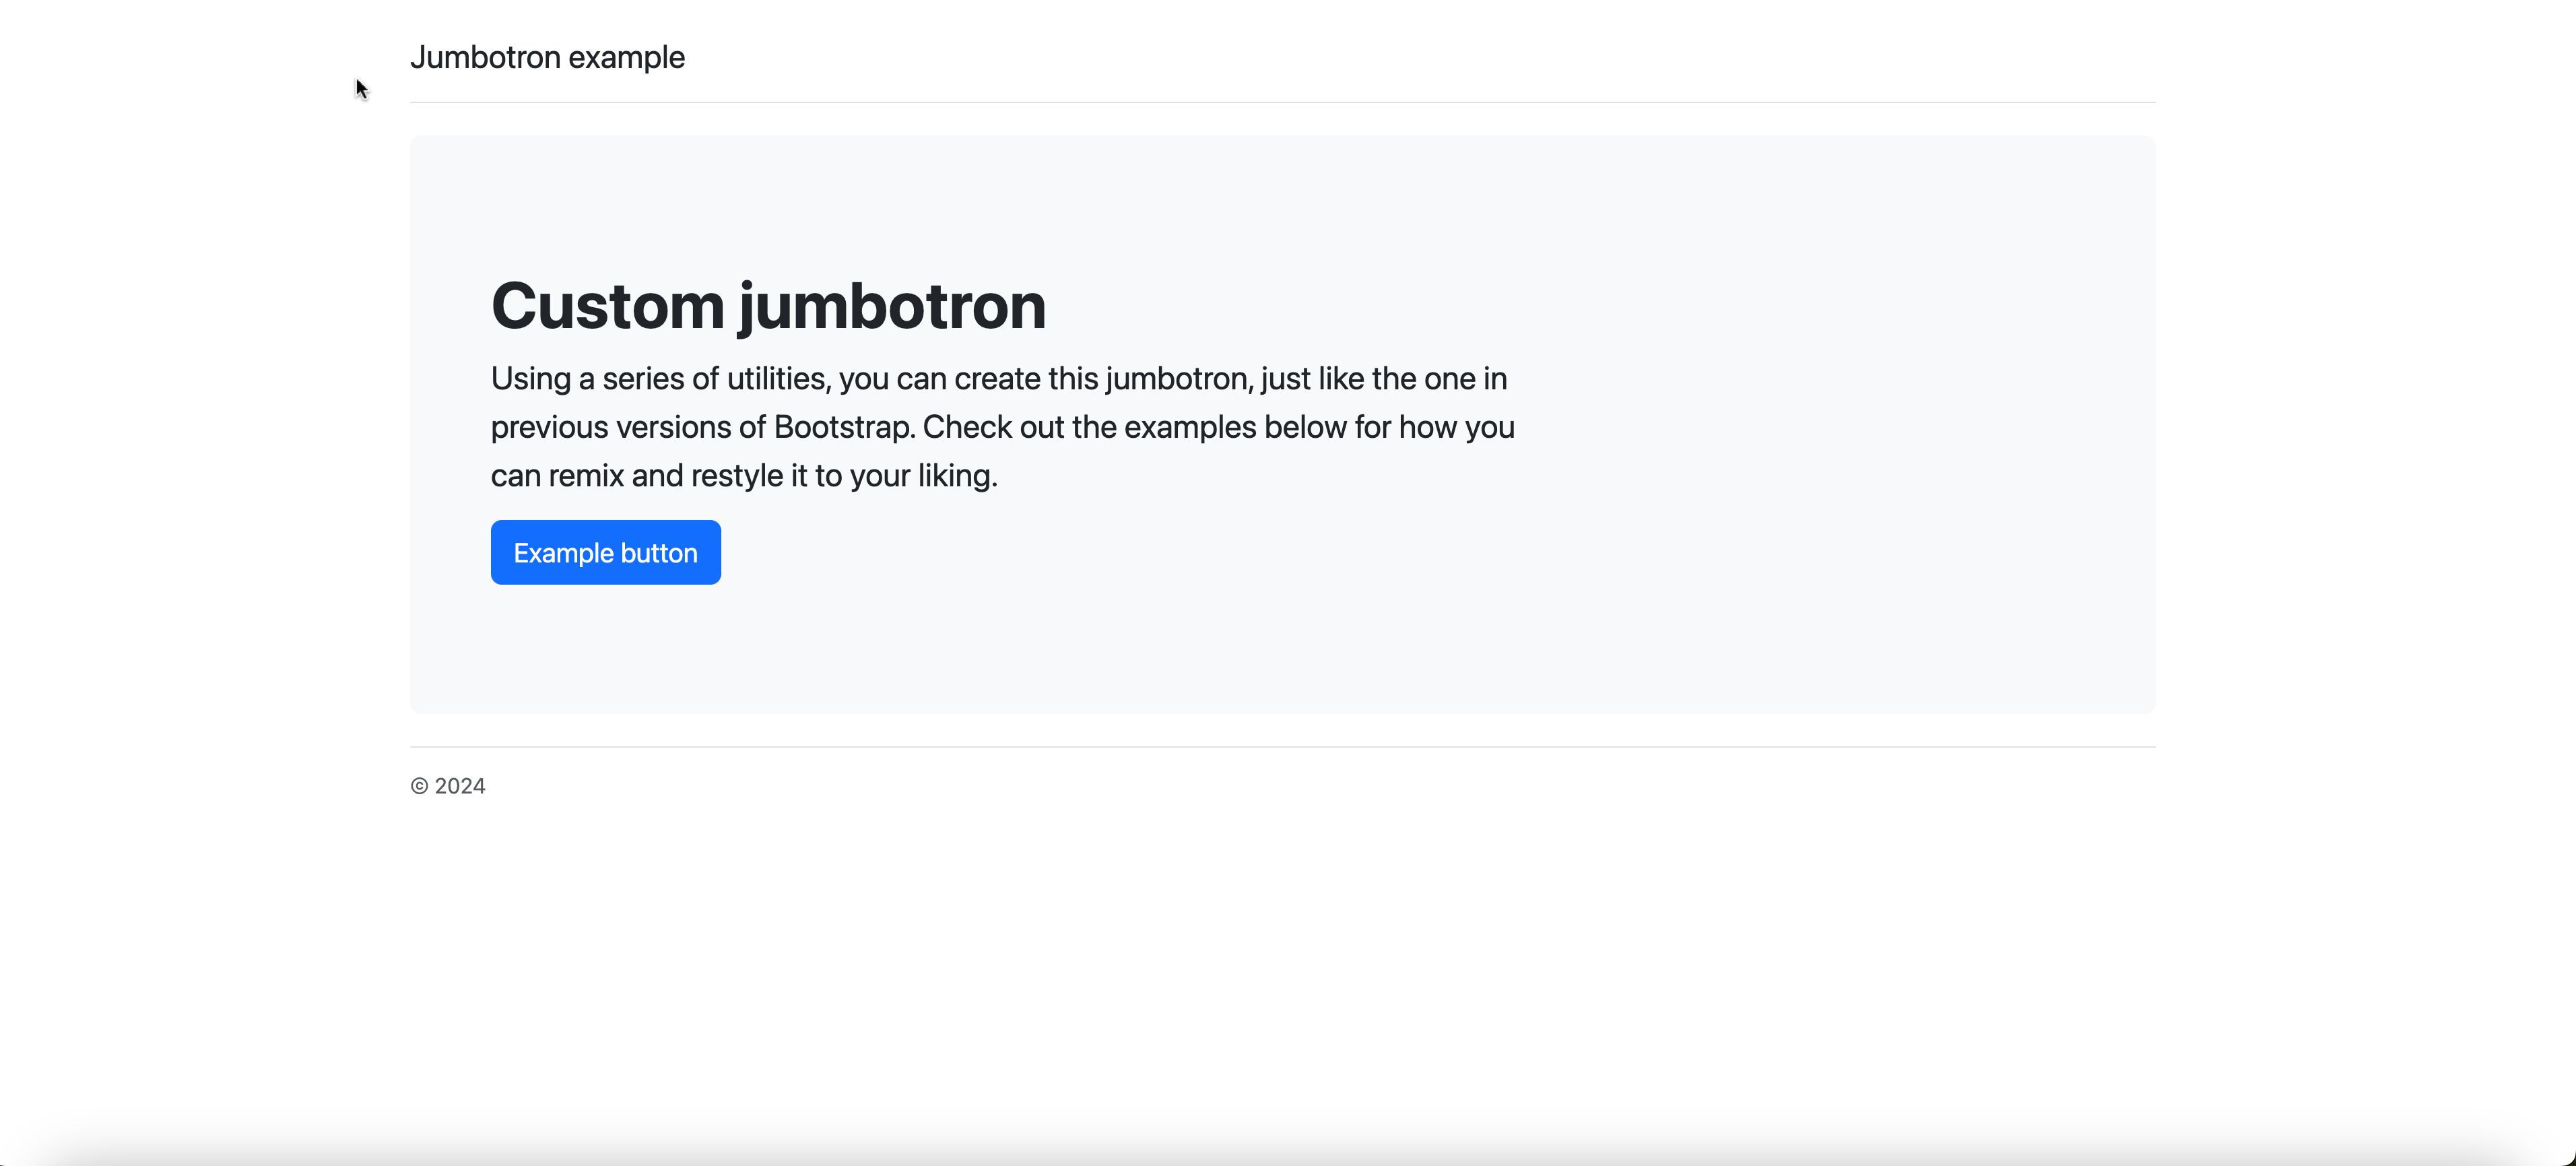 Jumbotron example
Custom jumbotron
Using a series of utilities, you can create this jumbotron, just like the one in
previous versions of Bootstrap. Check out the examples below for how you
can remix and restyle it to your liking.
Example button
© 2024